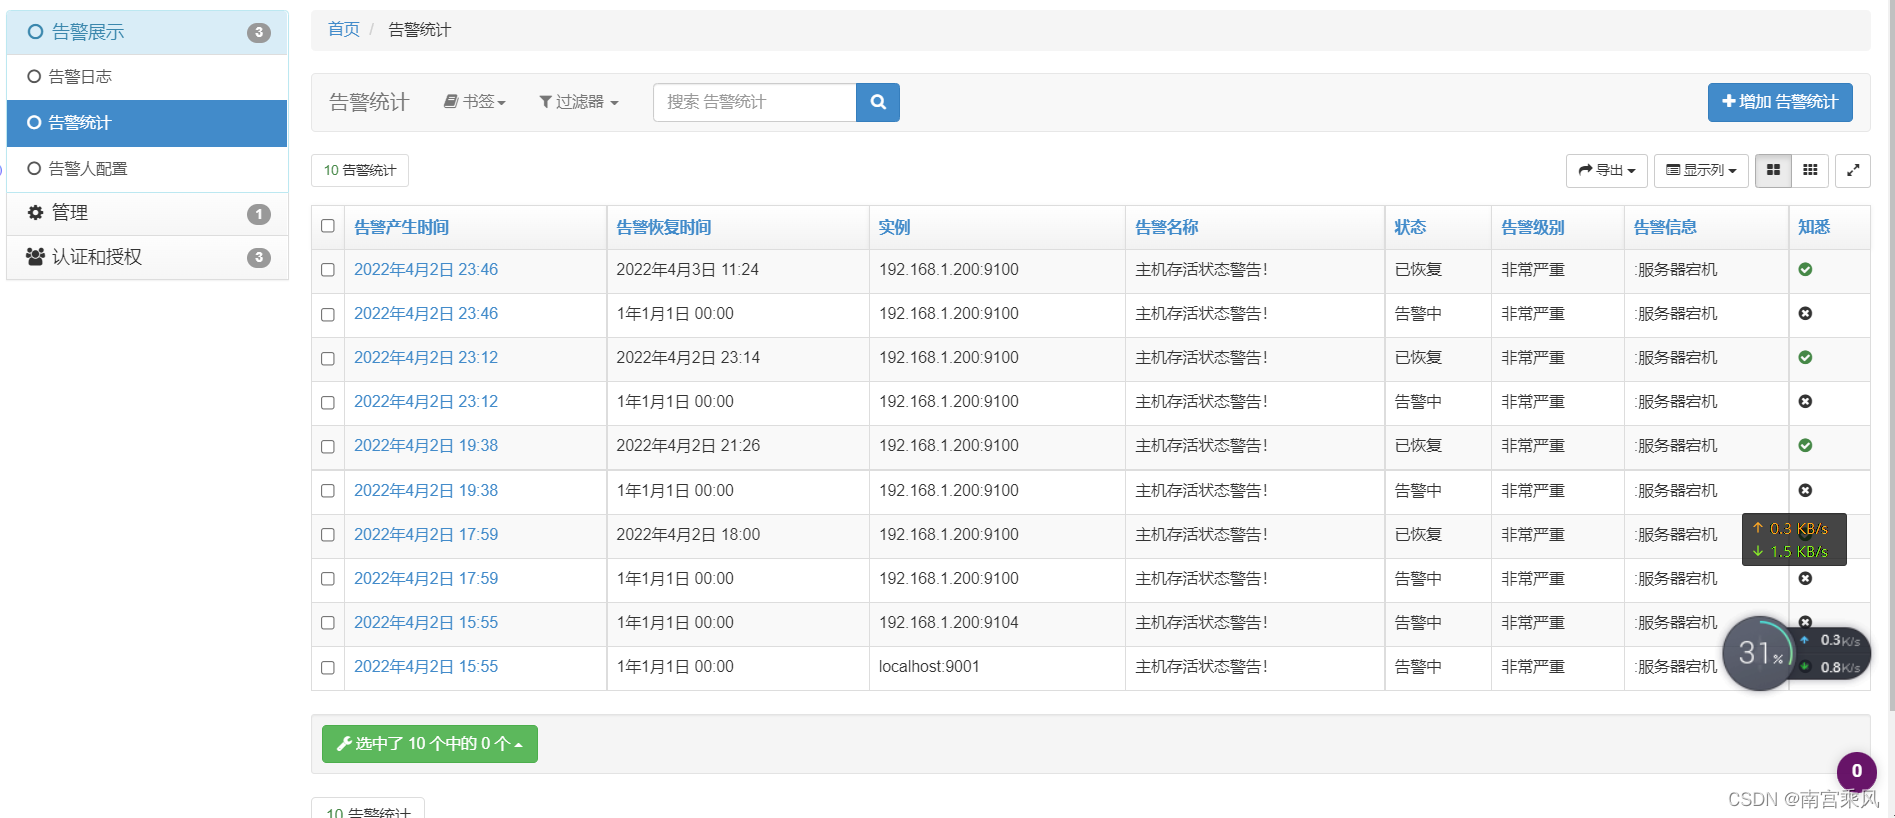 告警展示 3
告警日志
告警统计
告警人配置
管理 1
认证和授权 3
首页 / 告警统计
告警统计 书签 过滤器 搜索 告警统计 增加 告警统计
10 告警统计 导出 显示列
告警产生时间 告警恢复时间 实例 告警名称 状态 告警级别 告警信息 知悉
2022年4月2日 23:46 2022年4月3日 11:24 192.168.1.200:9100 主机存活状态警告! 已恢复 非常严重 :服务器宕机
2022年4月2日 23:46 1年1月1日 00:00 192.168.1.200:9100 主机存活状态警告! 告警中 非常严重 :服务器宕机
2022年4月2日 23:12 2022年4月2日 23:14 192.168.1.200:9100 主机存活状态警告! 已恢复 非常严重 :服务器宕机
2022年4月2日 23:12 1年1月1日 00:00 192.168.1.200:9100 主机存活状态警告! 告警中 非常严重 :服务器宕机
2022年4月2日 19:38 2022年4月2日 21:26 192.168.1.200:9100 主机存活状态警告! 已恢复 非常严重 :服务器宕机
2022年4月2日 19:38 1年1月1日 00:00 192.168.1.200:9100 主机存活状态警告! 告警中 非常严重 :服务器宕机
2022年4月2日 17:59 2022年4月2日 18:00 192.168.1.200:9100 主机存活状态警告! 已恢复 非常严重 :服务器宕机
2022年4月2日 17:59 1年1月1日 00:00 192.168.1.200:9100 主机存活状态警告! 告警中 非常严重 :服务器宕机
2022年4月2日 15:55 1年1月1日 00:00 192.168.1.200:9104 主机存活状态警告! 告警中 非常严重 :服务器宕机
2022年4月2日 15:55 1年1月1日 00:00 localhost:9001 主机存活状态警告! 告警中 非常严重 :服务器宕机
0.3 KB/s
1.5 KB/s
31% 0.3K/s
0.8K/s
选中了 10 个中的 0 个
0
10 告警统计
CSDN @南宫乘风